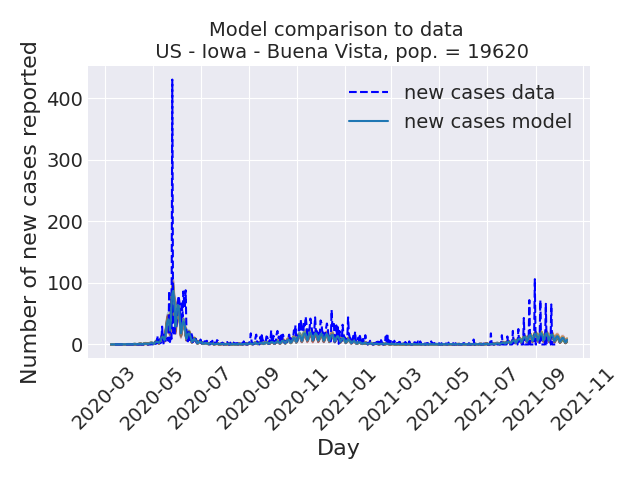 Model comparison to data
US - Iowa - Buena Vista, pop. = 19620
Number of new cases reported
400
300
200
100
0
new cases data
new cases model
2020-03
2020-05
2020-07
2020-09
2020-11
2021-01
2021-03
2021-05
2021-07
2021-09
2021-11
Day